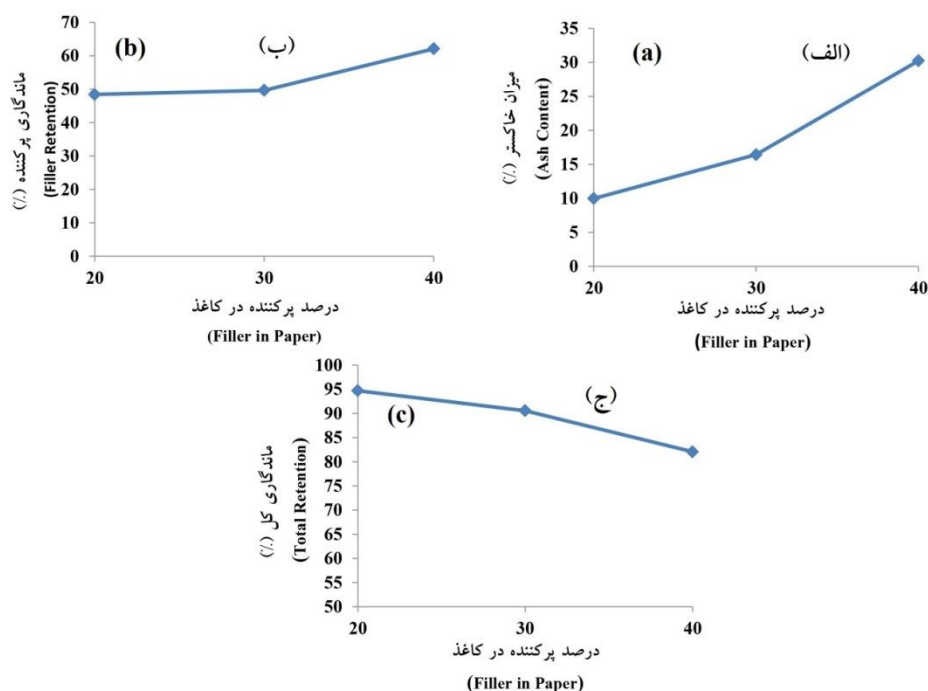 (b)
(ب)
ماندگاری پرکننده (٪)
(Filler Retention)
70
60
50
40
30
20
10
0
20
30
40
درصد پرکننده در کاغذ
(Filler in Paper)
(a)
(الف)
میزان خاکستر (٪)
(Ash Content)
35
30
25
20
15
10
5
0
20
30
40
درصد پرکننده در کاغذ
(Filler in Paper)
(c)
(ج)
ماندگاری کل (٪)
(Total Retention)
100
95
90
85
80
75
70
65
60
55
50
20
30
40
درصد پرکننده در کاغذ
(Filler in Paper)